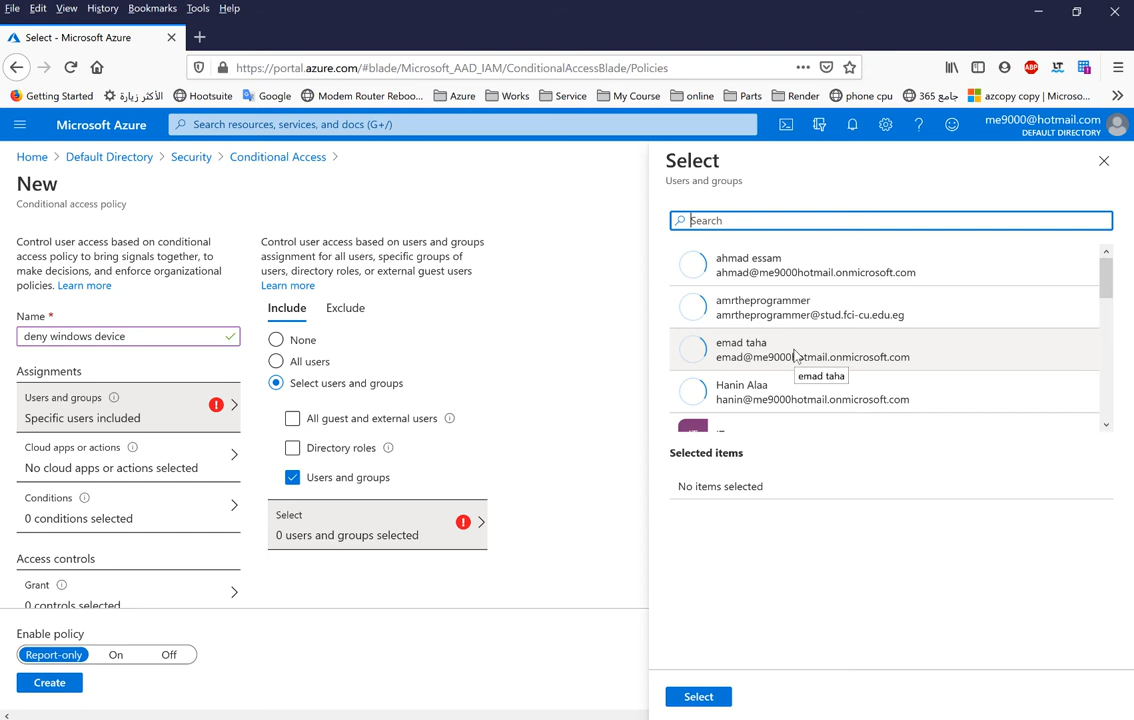 File Edit View History Bookmarks Tools Help
Select - Microsoft Azure
https://portal.azure.com/#blade/Microsoft_AAD_IAM/ConditionalAccessBlade/Policies
Getting Started الأكثر زيارة Hootsuite Google Modem Router Reboo... Azure Works Service My Course online Parts Render phone cpu جامع 365 azcopy copy | Microso...
Microsoft Azure
Search resources, services, and docs (G+/)
me9000@hotmail.com
DEFAULT DIRECTORY
Home > Default Directory > Security > Conditional Access >
New
Conditional access policy
Control user access based on conditional
access policy to bring signals together, to
make decisions, and enforce organizational
policies. Learn more
Name *
deny windows device
Assignments
Users and groups
Specific users included
Cloud apps or actions
No cloud apps or actions selected
Conditions
0 conditions selected
Access controls
Grant
0 controls selected
Enable policy
Report-only On Off
Create
Control user access based on users and groups
assignment for all users, specific groups of
users, directory roles, or external guest users
Learn more
Include Exclude
None
All users
Select users and groups
All guest and external users
Directory roles
Users and groups
Select
0 users and groups selected
Select
Users and groups
Search
ahmad essam
ahmad@me9000hotmail.onmicrosoft.com
amrtheprogrammer
amrtheprogrammer@stud.fci-cu.edu.eg
emad taha
emad@me9000hotmail.onmicrosoft.com
emad taha
Hanin Alaa
hanin@me9000hotmail.onmicrosoft.com
Selected items
No items selected
Select